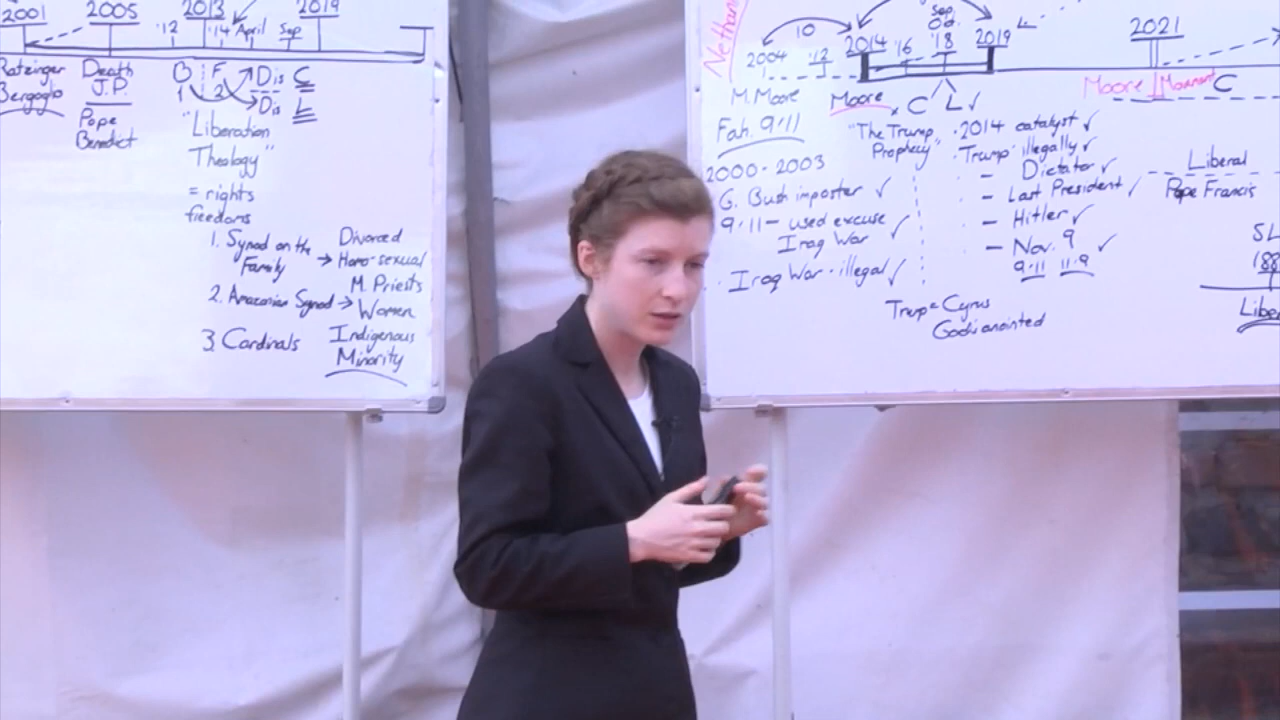 2001 2005 2013 2019
'12 '14 April Sep
Ratzinger
Bergoglio
Death
J.P.
Pope
Benedict
B F
1 2
Dis C
Dis L
"Liberation
Theology"
= rights
freedoms
1. Synod on the
Family
→ Divorced
Homo-sexual
M. Priests
2. Amazonian Synod → Women
3. Cardinals
Indigenous
Minority
10
Sep
Oct
2004 '12 2014 '16 '18 2019 2021
M. Moore
Fah. 9/11
2000-2003
G. Bush imposter ✓
9-11 - used excuse
Iraq War ✓
Iraq War - illegal ✓
Moore
x C L ✓
"The Trump
Prophecy"
• 2014 catalyst ✓
• Trump illegally ✓
- Dictator ✓
- Last President ✓
- Hitler ✓
- Nov. 9 ✓
9-11 11-9
Trump = Cyrus
God's anointed
Moore
C
Liberal
Pope Francis
SL